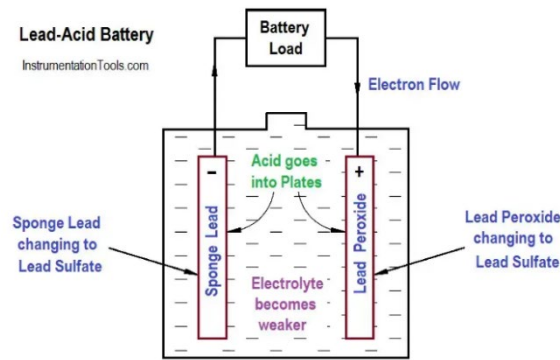 Lead-Acid Battery
InstrumentationTools.com
Battery
Load
Electron Flow
–
+
Acid goes
into Plates
Sponge Lead
Lead Peroxide
Sponge Lead
changing to
Lead Sulfate
Lead Peroxide
changing to
Lead Sulfate
Electrolyte
becomes
weaker